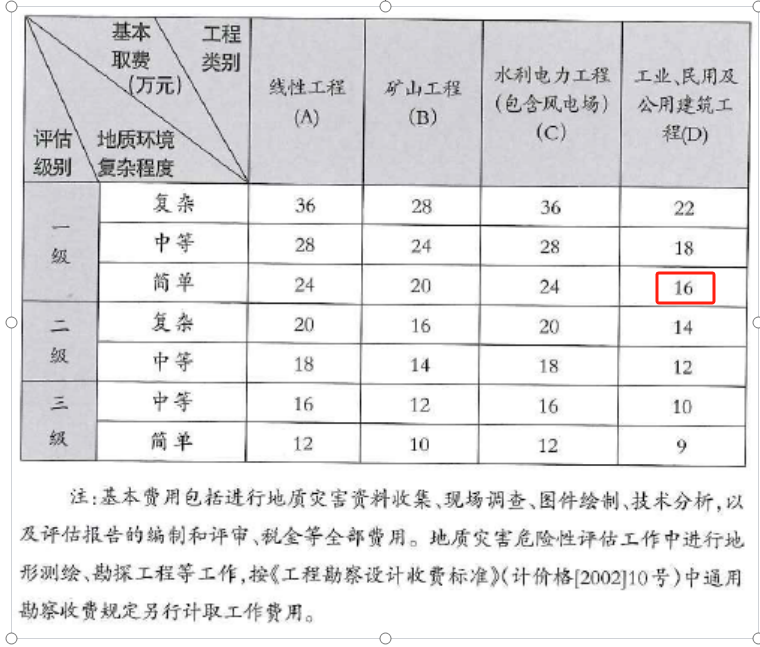 基本 工程
取费 类别
(万元)
评估 地质环境
级别 复杂程度
线性工程
(A)
矿山工程
(B)
水利电力工程
(包含风电场)
(C)
工业、民用及
公用建筑工
程(D)
一级 复杂 36 28 36 22
中等 28 24 28 18
简单 24 20 24 16
二级 复杂 20 16 20 14
中等 18 14 18 12
三级 中等 16 12 16 10
简单 12 10 12 9
注:基本费用包括进行地质灾害资料收集、现场调查、图件绘制、技术分析,以
及评估报告的编制和评审、税金等全部费用。地质灾害危险性评估工作中进行地
形测绘、勘探工程等工作,按《工程勘察设计收费标准》(计价格[2002]10号)中通用
勘察收费规定另行计取工作费用。